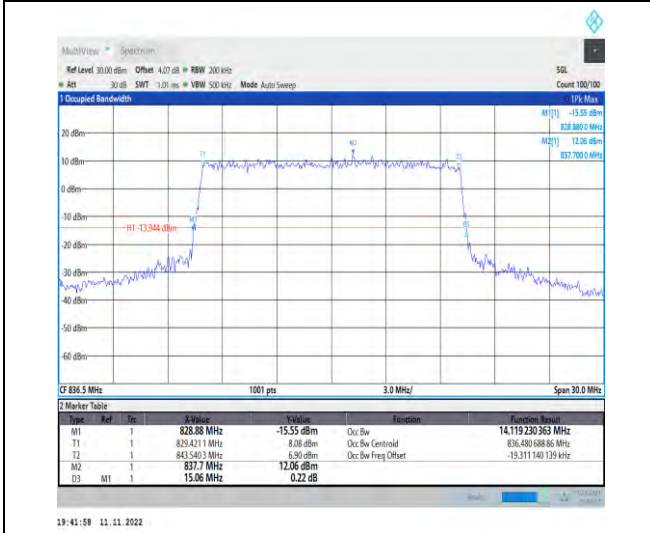 MultiView Spectrum
Ref Level 30.00 dBm Offset 4.07 dB RBW 200 kHz SGL
Att 30 dB SWT 1.01 ms VBW 500 kHz Mode Auto Sweep Count 100/100
1 Occupied Bandwidth 1Pk Max
M1[1] -15.55 dBm
828.880 0 MHz
M2[1] 12.06 dBm
837.700 0 MHz
20 dBm
M2
T1
T2
10 dBm
0 dBm
-10 dBm
M1
D3
H1 -13.944 dBm
-20 dBm
-30 dBm
-40 dBm
-50 dBm
-60 dBm
CF 836.5 MHz 1001 pts 3.0 MHz/ Span 30.0 MHz
2 Marker Table
Type Ref Trc X-Value Y-Value Function Function Result
M1 1 828.88 MHz -15.55 dBm Occ Bw 14.119 230 363 MHz
T1 1 829.421 1 MHz 8.08 dBm Occ Bw Centroid 836.480 688 86 MHz
T2 1 843.540 3 MHz 6.90 dBm Occ Bw Freq Offset -19.311 140 139 kHz
M2 1 837.7 MHz 12.06 dBm
D3 M1 1 15.06 MHz 0.22 dB
19:41:58 11.11.2022